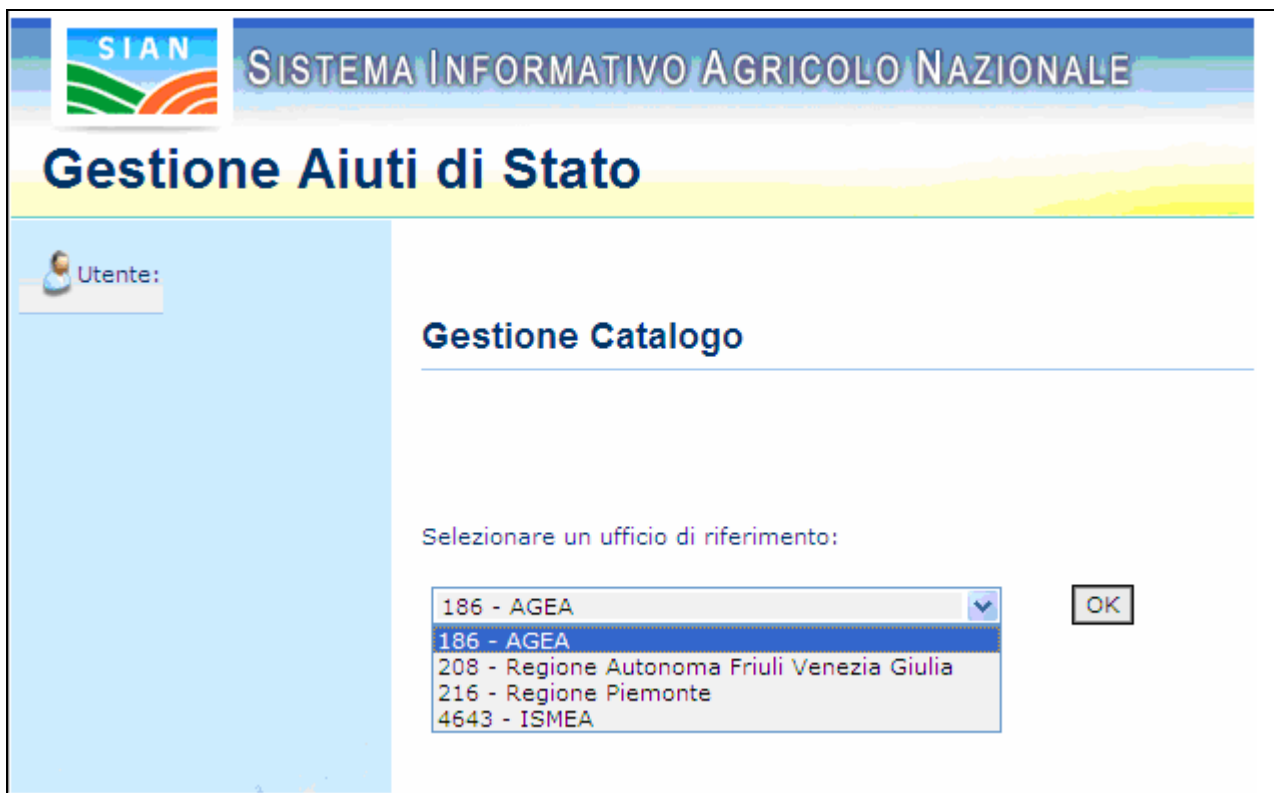 SIAN
SISTEMA INFORMATIVO AGRICOLO NAZIONALE
Gestione Aiuti di Stato
Utente:
Gestione Catalogo
Selezionare un ufficio di riferimento:
186 - AGEA
OK
186 - AGEA
208 - Regione Autonoma Friuli Venezia Giulia
216 - Regione Piemonte
4643 - ISMEA